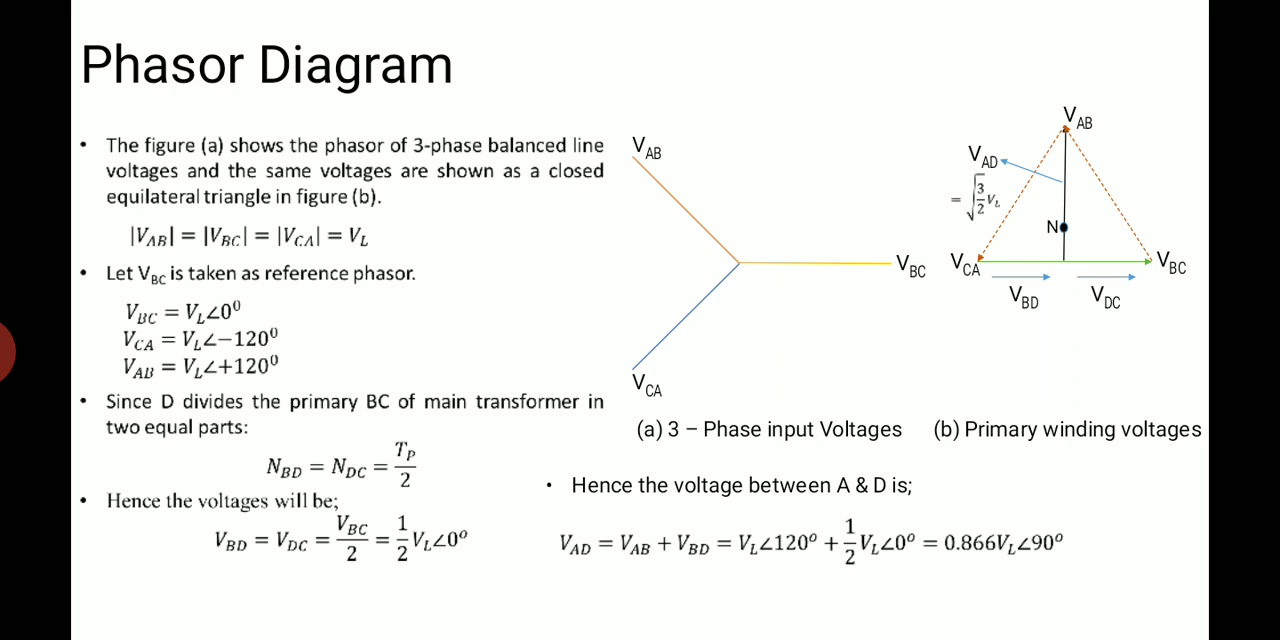 Phasor Diagram
• The figure (a) shows the phasor of 3-phase balanced line
voltages and the same voltages are shown as a closed
equilateral triangle in figure (b).
|V_AB| = |V_BC| = |V_CA| = V_L
• Let V_BC is taken as reference phasor.
V_BC = V_L∠0⁰
V_CA = V_L∠−120⁰
V_AB = V_L∠+120⁰
• Since D divides the primary BC of main transformer in
two equal parts:
N_BD = N_DC = T_P/2
• Hence the voltages will be;
V_BD = V_DC = V_BC/2 = 1/2 V_L∠0°
V_AB
V_BC
V_CA
(a) 3 – Phase input Voltages
V_AB
V_AD
= √(3/2) V_L
N
V_CA
V_BC
V_BD
V_DC
(b) Primary winding voltages
• Hence the voltage between A & D is;
V_AD = V_AB + V_BD = V_L∠120° + 1/2 V_L∠0° = 0.866V_L∠90°